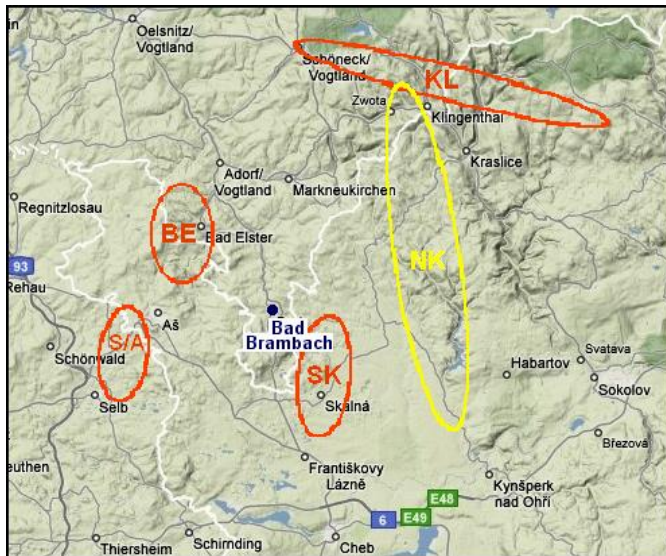 in
Oelsnitz/
Vogtland
Schöneck/
Vogtland
KL
Zwota
Klingenthal
Kraslice
Adorf/
Vogtland
Markneukirchen
Regnitzlosau
BE
Bad Elster
NK
93
Rehau
Aš
Bad
Brambach
S/A
Schönwald
SK
Habartov
Svatava
Sokolov
Selb
Skalná
Březová
euthen
Františkovy
Lázně
Kynšperk
nad Ohří
E48
6
E49
Thiersheim
Schirnding
Cheb